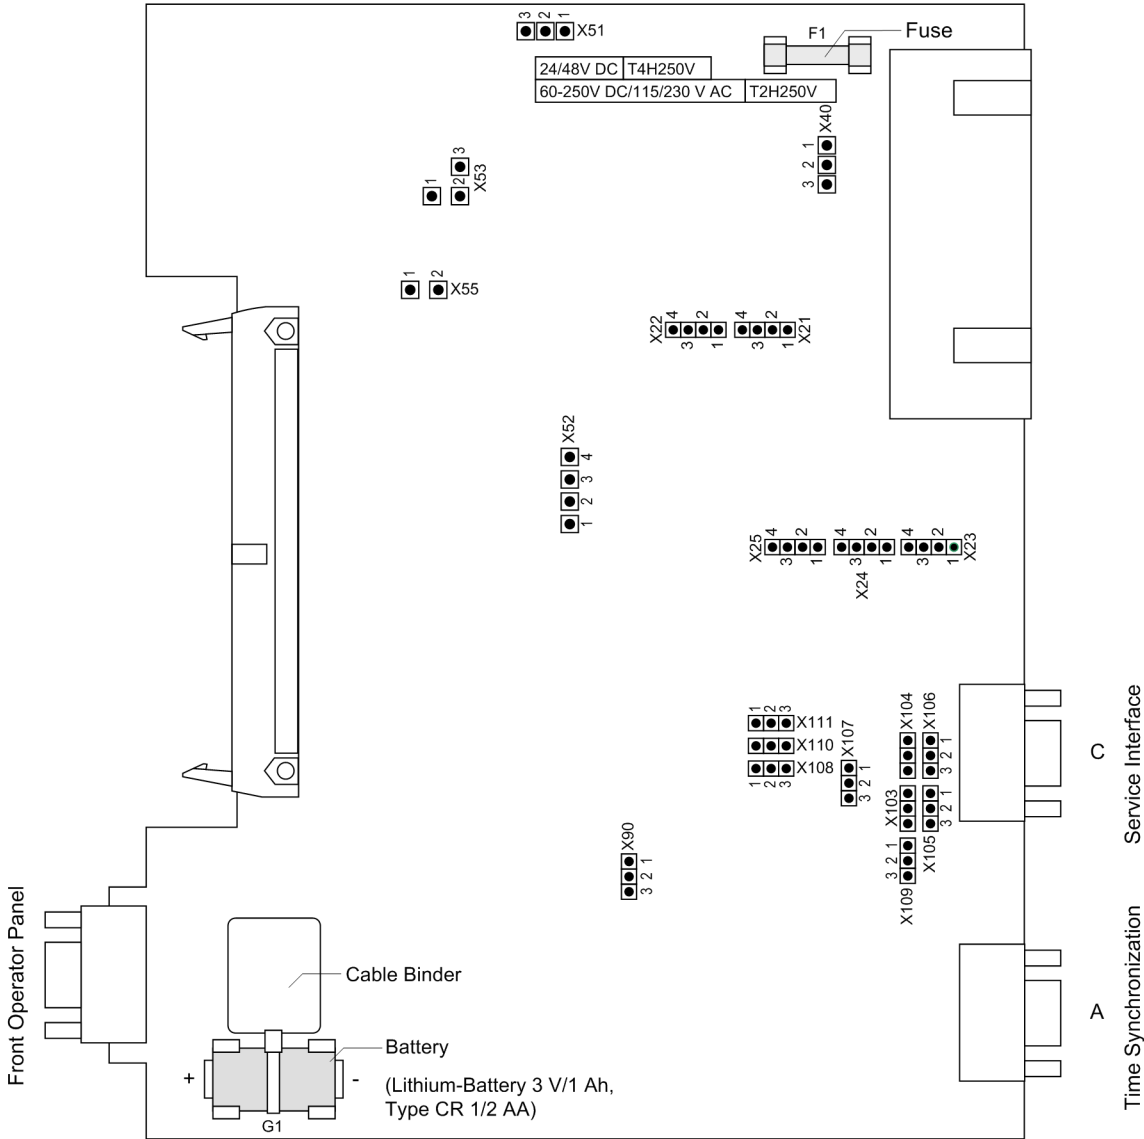 3 2 1 X51
F1
Fuse
24/48V DC T4H250V
60-250V DC/115/230 V AC T2H250V
X40
1
2
3
3
1 2 X53
1 2 X55
X22 4 3 2 1
4 3 2 1 X21
X52
4
3
2
1
X25 4 3 2 1
4 3 2 1
X24
4 3 2 1 X23
1 2 3 X111
X110
X108
1 2 3
X107
3 2 1
X104 X106
3 2 1
X103
3 2 1
X105
3 2 1
X109
X90
3 2 1
C
Service Interface
A
Time Synchronization
Front Operator Panel
Cable Binder
Battery
(Lithium-Battery 3 V/1 Ah,
Type CR 1/2 AA)
+ -
G1